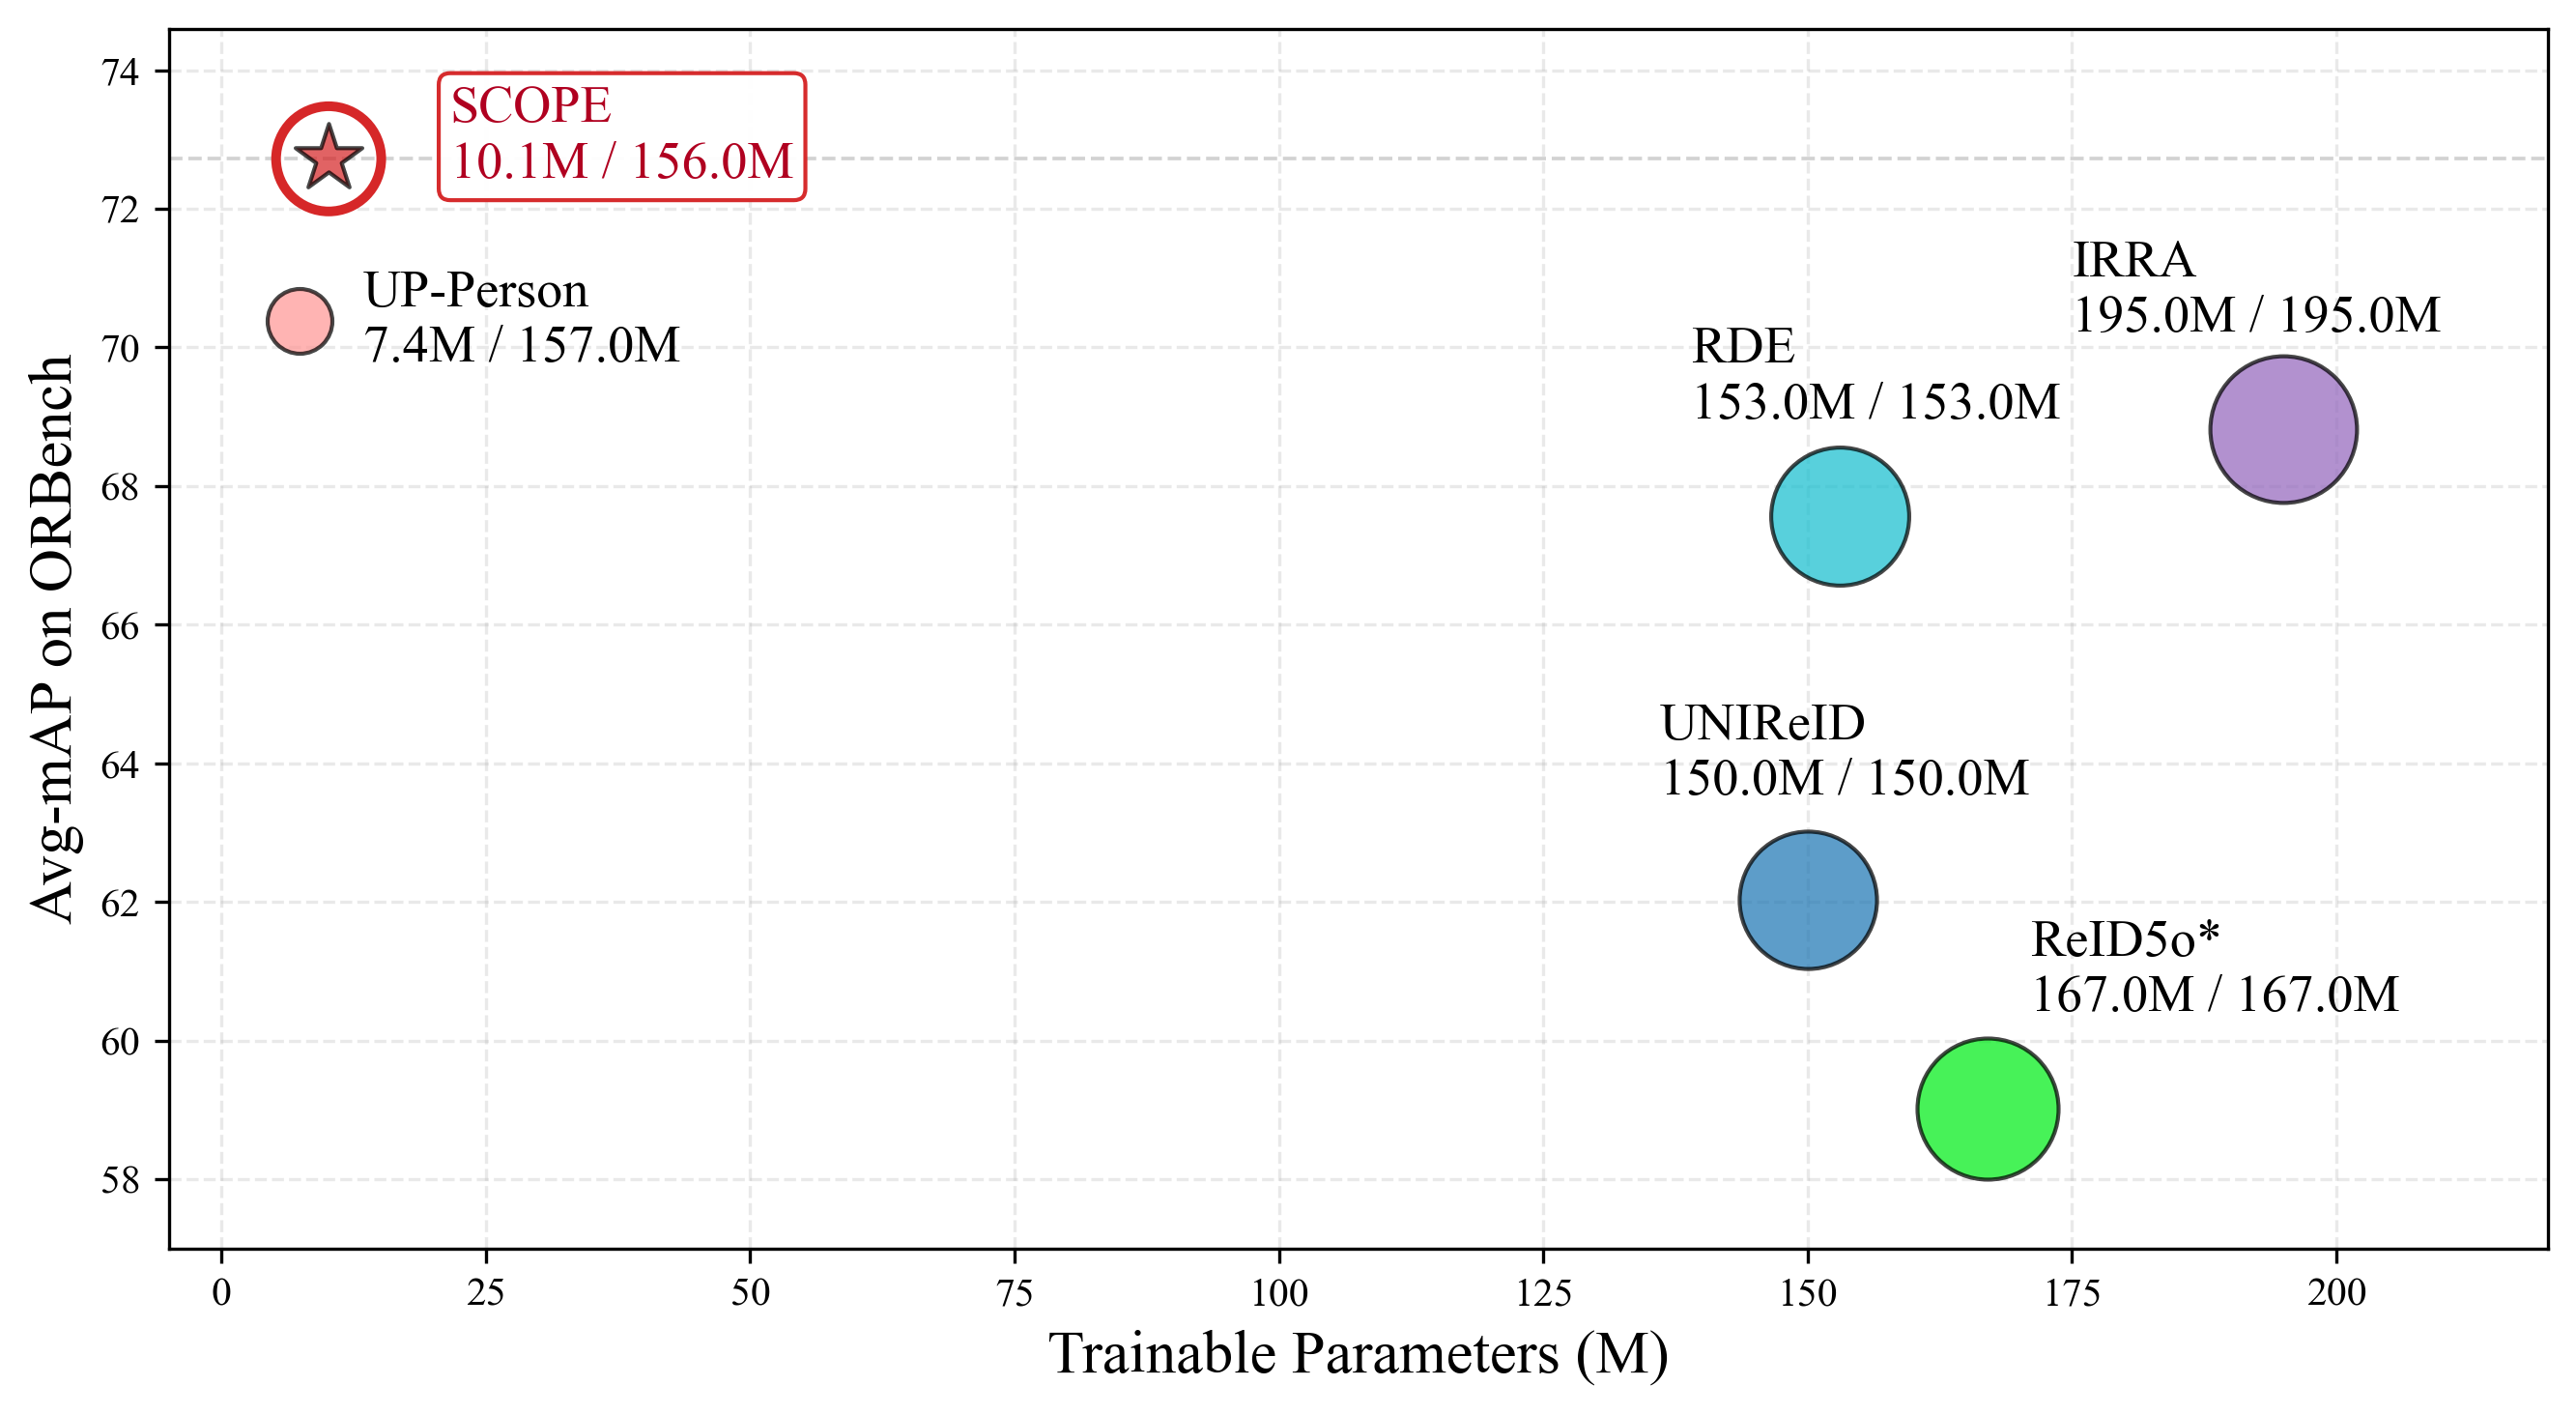 74
72
70
68
66
64
62
60
58
Avg-mAP on ORBench
SCOPE
10.1M / 156.0M
UP-Person
7.4M / 157.0M
IRRA
195.0M / 195.0M
RDE
153.0M / 153.0M
UNIReID
150.0M / 150.0M
ReID5o*
167.0M / 167.0M
0 25 50 75 100 125 150 175 200
Trainable Parameters (M)